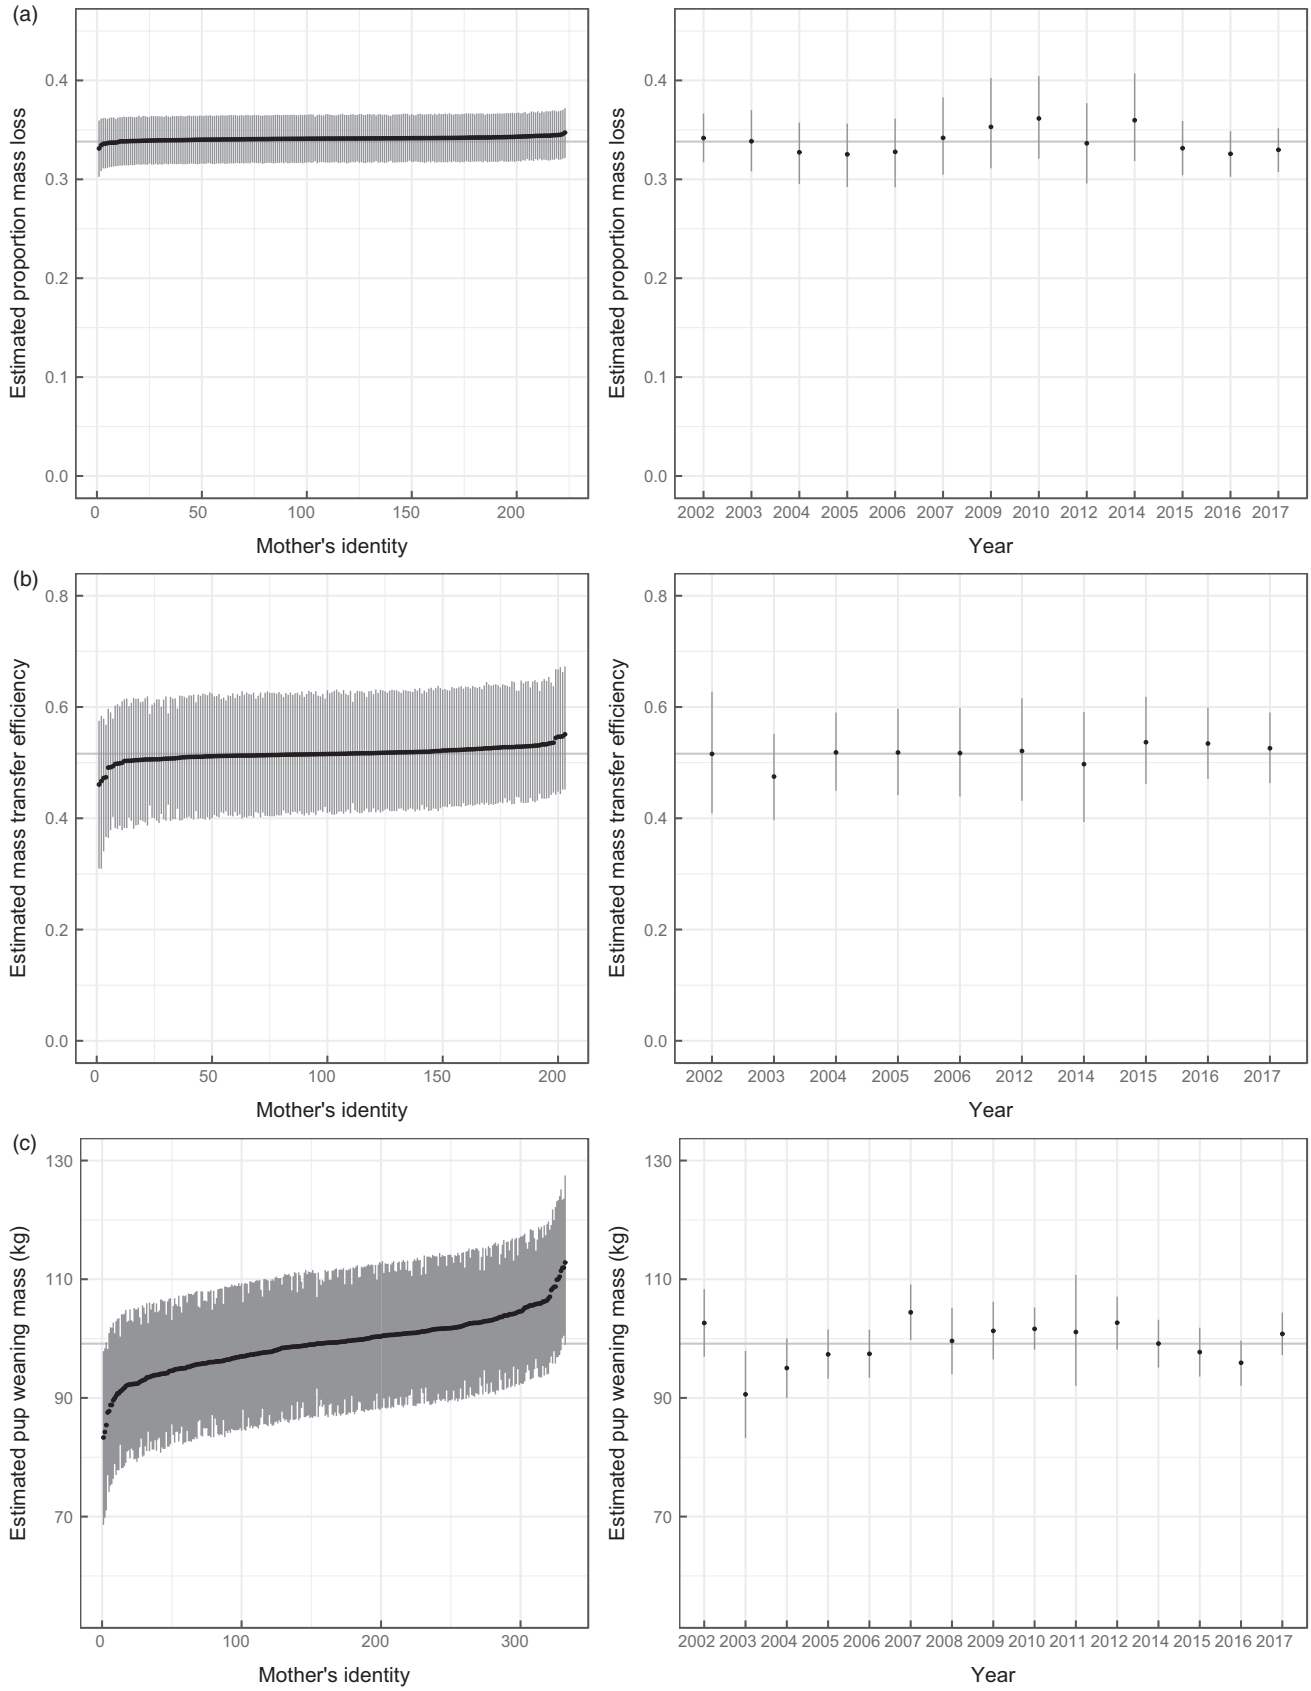 (a)
Estimated proportion mass loss
0.4
0.3
0.2
0.1
0.0
0 50 100 150 200
Mother's identity
Estimated proportion mass loss
0.4
0.3
0.2
0.1
0.0
2002 2003 2004 2005 2006 2007 2009 2010 2012 2014 2015 2016 2017
Year
(b)
Estimated mass transfer efficiency
0.8
0.6
0.4
0.2
0.0
0 50 100 150 200
Mother's identity
Estimated mass transfer efficiency
0.8
0.6
0.4
0.2
0.0
2002 2003 2004 2005 2006 2012 2014 2015 2016 2017
Year
(c)
Estimated pup weaning mass (kg)
130
110
90
70
0 100 200 300
Mother's identity
Estimated pup weaning mass (kg)
130
110
90
70
2002 2003 2004 2005 2006 2007 2008 2009 2010 2011 2012 2014 2015 2016 2017
Year